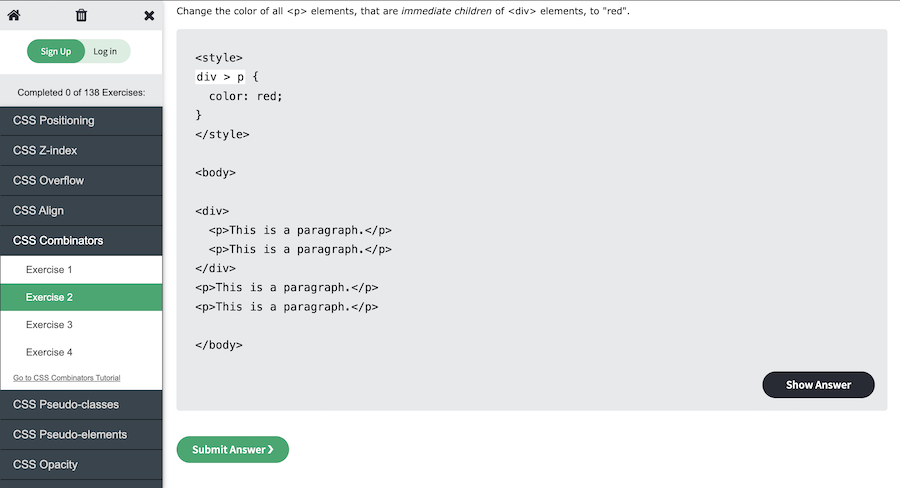 Change the color of all <p> elements, that are immediate children of <div> elements, to "red".
Sign Up
Log in
Completed 0 of 138 Exercises:
CSS Positioning
CSS Z-index
CSS Overflow
CSS Align
CSS Combinators
Exercise 1
Exercise 2
Exercise 3
Exercise 4
Go to CSS Combinators Tutorial
CSS Pseudo-classes
CSS Pseudo-elements
CSS Opacity
<style>
div > p {
  color: red;
}
</style>
<body>
<div>
  <p>This is a paragraph.</p>
  <p>This is a paragraph.</p>
</div>
<p>This is a paragraph.</p>
<p>This is a paragraph.</p>
</body>
Show Answer
Submit Answer ❯